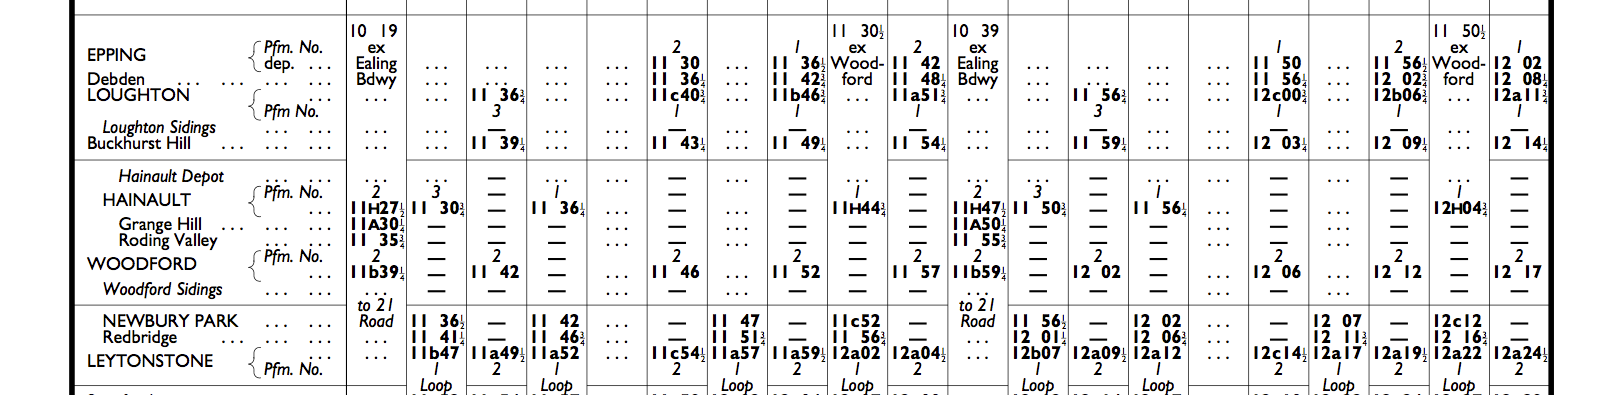 10 19 11 30½ 10 39 11 50½
EPPING Pfm. No. ex 2 1 ex 2 ex 1 2 ex 1
dep. ... Ealing ... ... ... 11 30 ... 11 36½ Wood- 11 42 Ealing ... ... ... ... 11 50 ... 11 56½ Wood- 12 02
Debden ... ... ... ... Bdwy ... ... ... ... 11 36¼ ... 11 42¾ ford 11 48¼ Bdwy ... ... ... ... 11 56¼ ... 12 02¾ ford 12 08¼
LOUGHTON ... ... ... 11 36¾ ... ... 11c40¾ ... 11b46¾ ... 11a51¾ ... ... 11 56¾ ... ... 12c00¾ ... 12b06¾ ... 12a11¾
Pfm No. 3 1 1 1 3 1 1 1
Loughton Sidings ... ... ... ... — ... ... — ... — ... — ... ... — ... ... — ... — ... —
Buckhurst Hill ... ... ... ... ... 11 39¼ ... ... 11 43¼ ... 11 49¼ ... 11 54¼ ... ... 11 59¼ ... ... 12 03¼ ... 12 09¼ ... 12 14¼
Hainault Depot ... ... ... ... — ... ... — ... — ... — ... ... — ... ... — ... — ... —
HAINAULT Pfm. No. 2 3 — 1 — — 1 — 2 3 — 1 — — 1 —
... 11H27½ 11 30¾ — 11 36¼ ... — ... — 11H44¾ — 11H47½ 11 50¾ — 11 56¼ ... — ... — 12H04¾ —
Grange Hill ... ... ... 11A30¼ — — — ... — ... — — — 11A50¼ — — — ... — ... — — —
Roding Valley ... ... 11 35¾ — — — ... — ... — — — 11 55¾ — — — ... — ... — — —
WOODFORD Pfm. No. 2 2 2 2 2 2 2 2
... 11b39¼ — 11 42 — ... 11 46 ... 11 52 — 11 57 11b59¼ — 12 02 — ... 12 06 ... 12 12 — 12 17
Woodford Sidings ... ... — — — ... — ... — — — — — — ... — ... — — —
to 21 to 21
NEWBURY PARK ... ... Road 11 36½ — 11 42 ... — 11 47 — 11c52 — Road 11 56½ — 12 02 ... — 12 07 — 12c12 —
Redbridge ... ... ... ... 11 41¼ — 11 46¾ ... — 11 51¾ — 11 56¾ — 12 01¼ — 12 06¾ ... — 12 11¾ — 12 16¾ —
LEYTONSTONE ... ... 11b47 11a49½ 11a52 ... 11c54½ 11a57 11a59½ 12a02 12a04½ ... 12b07 12a09½ 12a12 ... 12c14½ 12a17 12a19½ 12a22 12a24½
Pfm. No. 1 2 1 2 1 2 1 2 1 2 1 2 1 2 1 2
Loop Loop Loop Loop Loop Loop Loop Loop